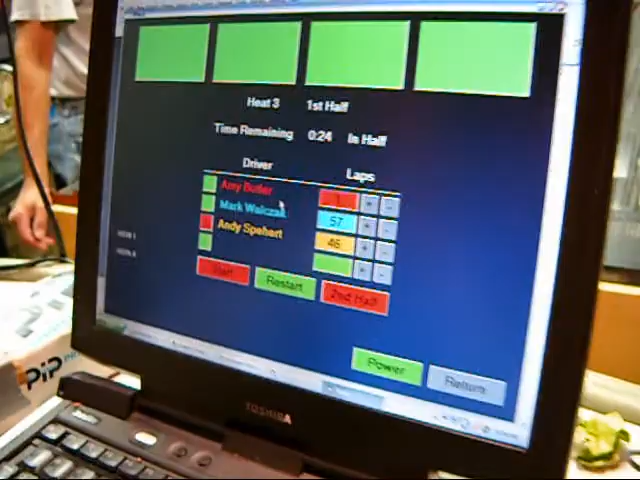 Heat 3 1st Half
Time Remaining 0:24 In Half
Driver Laps
Amy Butler 1 + -
Mark Walczak 57 + -
Andy Spehert 46 + -
+ -
Halt Restart 2nd Half
Power Return
PiP
TOSHIBA